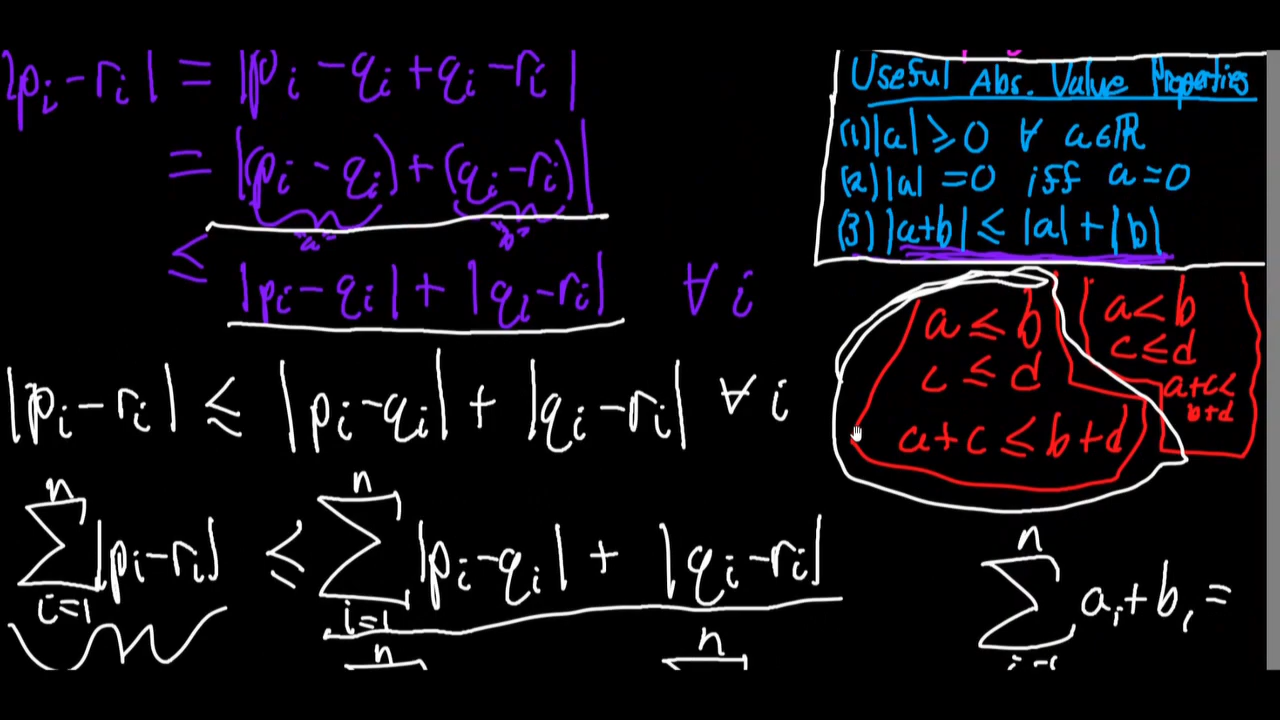 |pᵢ-rᵢ| = |pᵢ-qᵢ+qᵢ-rᵢ|
= |(pᵢ-qᵢ)+(qᵢ-rᵢ)|
"a" "b"
≤ |pᵢ-qᵢ| + |qᵢ-rᵢ| ∀ i
|pᵢ-rᵢ| ≤ |pᵢ-qᵢ| + |qᵢ-rᵢ| ∀ i
n n
∑ |pᵢ-rᵢ| ≤ ∑ |pᵢ-qᵢ| + |qᵢ-rᵢ|
i=1 i=1
n n
Useful Abs. Value Properties
(1) |a| ≥ 0 ∀ a∈ℝ
(2) |a| = 0 iff a=0
(3) |a+b| ≤ |a| + |b|
a ≤ b
c ≤ d
a+c ≤ b+d
a<b
c≤d
a+c<
b+d
n
∑ aᵢ+bᵢ =